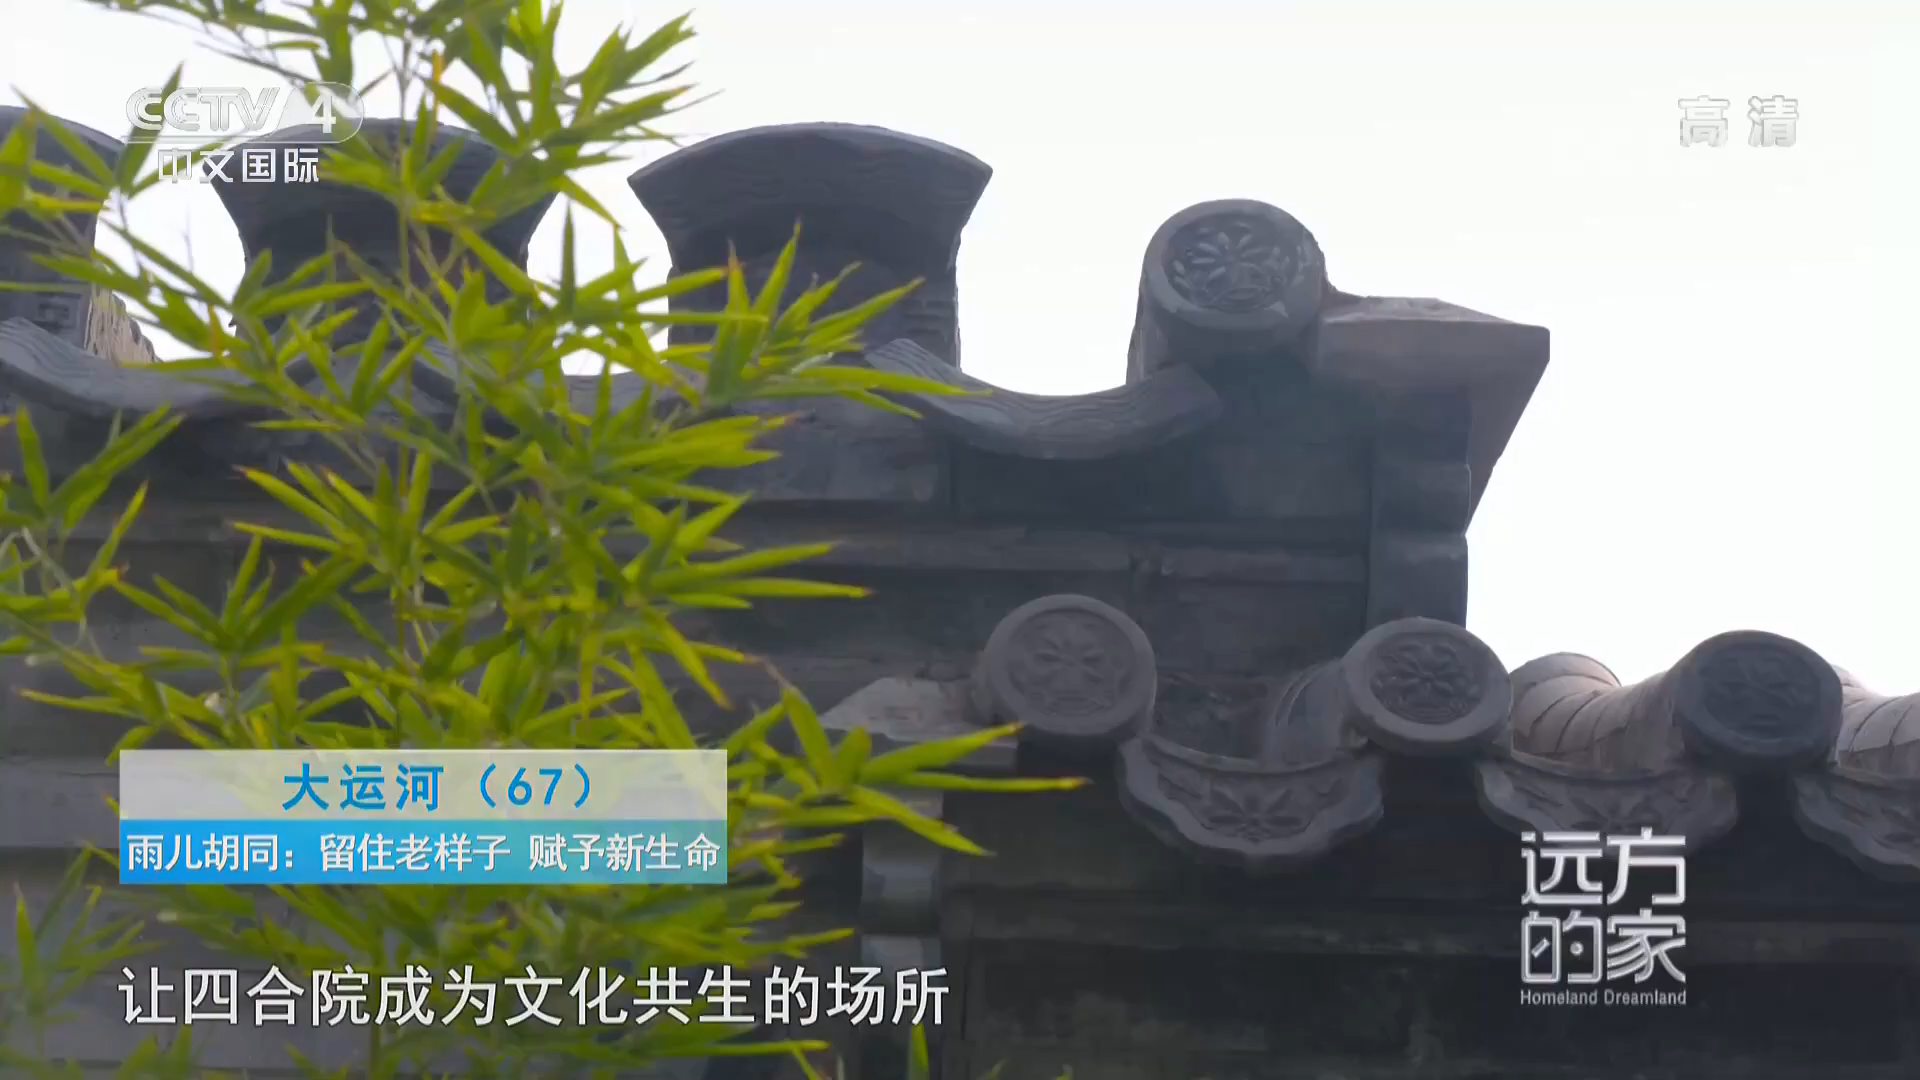 CCTV 4
中文国际
高清
大运河（67）
雨儿胡同：留住老样子 赋予新生命
远方
的家
Homeland Dreamland
让四合院成为文化共生的场所